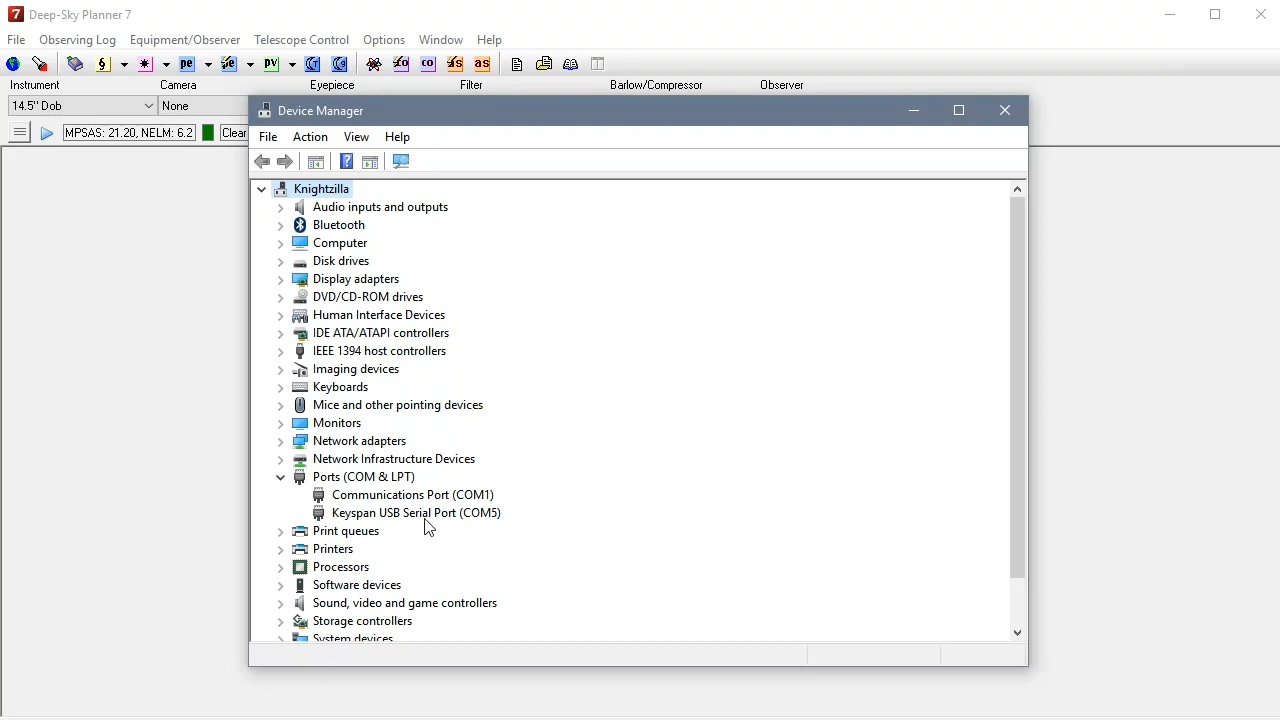 Deep-Sky Planner 7
File Observing Log Equipment/Observer Telescope Control Options Window Help
Instrument Camera Eyepiece Filter Barlow/Compressor Observer
14.5" Dob None
MPSAS: 21.20, NELM: 6.2 Clear
Device Manager
File Action View Help
Knightzilla
Audio inputs and outputs
Bluetooth
Computer
Disk drives
Display adapters
DVD/CD-ROM drives
Human Interface Devices
IDE ATA/ATAPI controllers
IEEE 1394 host controllers
Imaging devices
Keyboards
Mice and other pointing devices
Monitors
Network adapters
Network Infrastructure Devices
Ports (COM & LPT)
Communications Port (COM1)
Keyspan USB Serial Port (COM5)
Print queues
Printers
Processors
Software devices
Sound, video and game controllers
Storage controllers
System devices